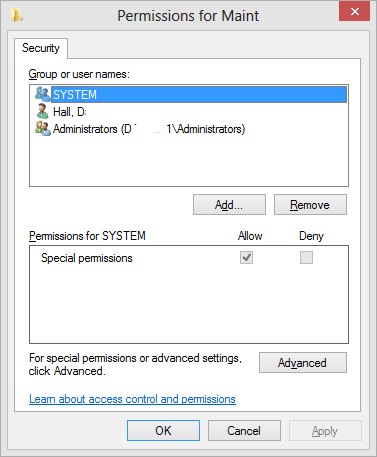 Permissions for Maint
Security
Group or user names:
SYSTEM
Hall, D
Administrators (D 1\Administrators)
Add...
Remove
Permissions for SYSTEM Allow Deny
Special permissions
For special permissions or advanced settings,
click Advanced.
Advanced
Learn about access control and permissions
OK
Cancel
Apply